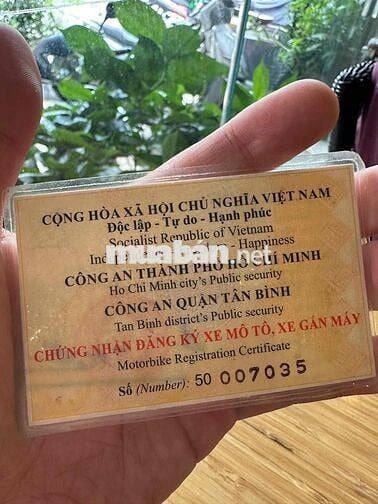 CỘNG HÒA XÃ HỘI CHỦ NGHĨA VIỆT NAM
Độc lập - Tự do - Hạnh phúc
Socialist Republic of Vietnam
- Happiness
muaban.net
CÔNG AN THÀNH PHỐ HỒ CHÍ MINH
Ho Chi Minh city's Public security
CÔNG AN QUẬN TÂN BÌNH
Tan Binh district's Public security
CHỨNG NHẬN ĐĂNG KÝ XE MÔ TÔ, XE GẮN MÁY
Motorbike Registration Certificate
Số (Number): 50 007035